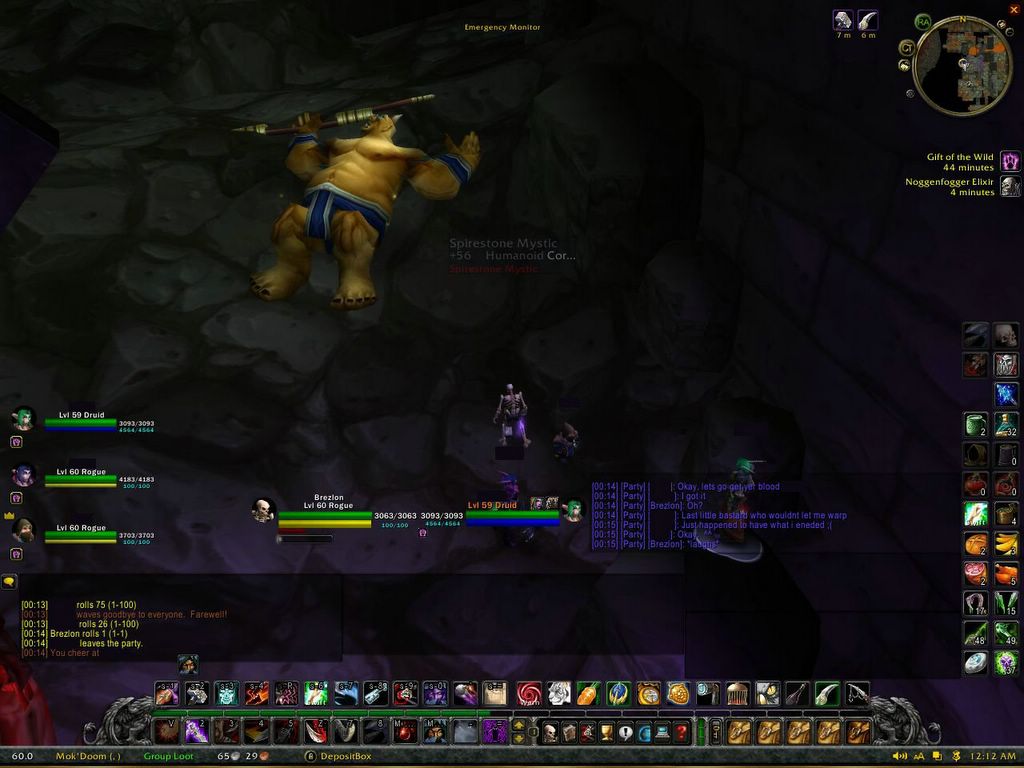 Emergency Monitor
7 m 6 m
N
RA
CT
Gift of the Wild
44 minutes
Noggenfogger Elixir
4 minutes
Spirestone Mystic
+56 Humanoid Cor...
Spirestone Mystic
Lvl 59 Druid
3093/3093
4564/4564
Lvl 60 Rogue
4183/4183
100/100
Lvl 60 Rogue
3703/3703
100/100
Brezlon
Lvl 60 Rogue
3063/3063
100/100
Lvl 59 Druid
3093/3093
4564/4564
[00:14] [Party] [ ]: Okay, lets go get yer blood
[00:14] [Party] [ ]: I got it
[00:14] [Party] [Brezlon]: Oh?
[00:14] [Party] [ ]: Last little bastard who wouldnt let me warp
[00:15] [Party] [ ]: Just happened to have what i eneded ;(
[00:15] [Party] [ ]: Okay, ^^
[00:15] [Party] [Brezlon]: *laughs*
[00:13] rolls 75 (1-100)
[00:13] waves goodbye to everyone. Farewell!
[00:13] rolls 26 (1-100)
[00:14] Brezlon rolls 1 (1-1)
[00:14] leaves the party.
[00:14] You cheer at
60.0 Mok'Doom (, ) Group Loot 65 29 DepositBox 12:12 AM